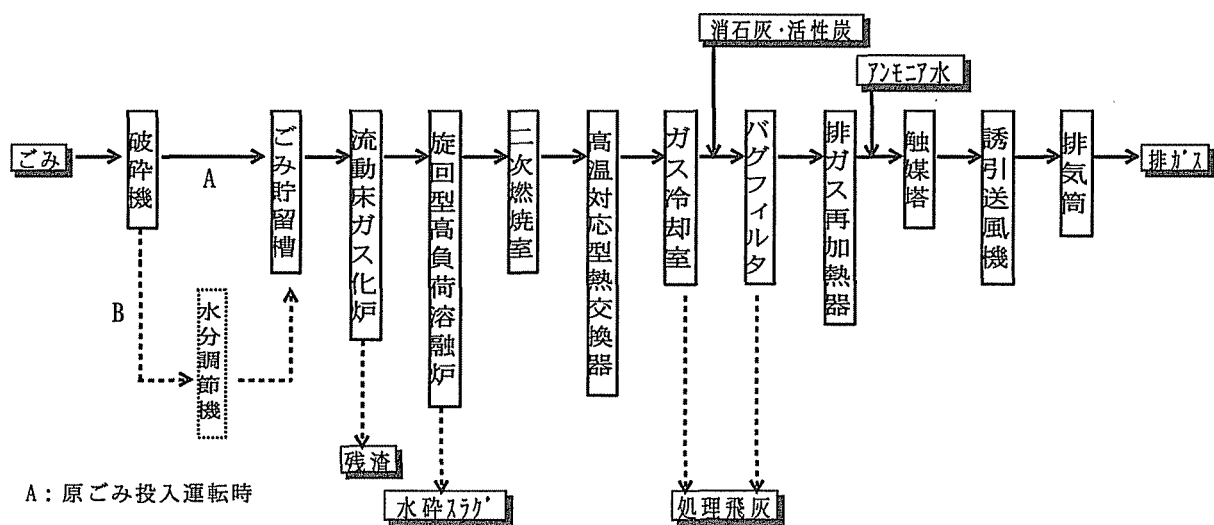 消石灰・活性炭
アンモニア水
ごみ
破砕機
A
ごみ貯留槽
流動床ガス化炉
旋回型高負荷溶融炉
二次燃焼室
高温対応型熱交換器
ガス冷却室
バグフィルタ
排ガス再加熱器
触媒塔
誘引送風機
排気筒
排ガス
B
水分調節機
残渣
水砕スラグ
処理飛灰
A：原ごみ投入運転時